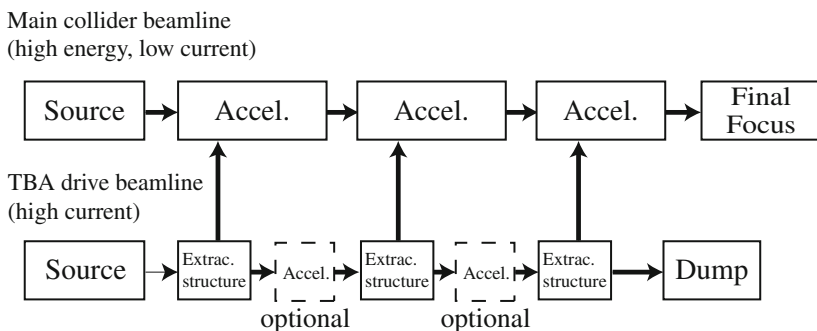 Main collider beamline
(high energy, low current)
Source
Accel.
Accel.
Accel.
Final
Focus
TBA drive beamline
(high current)
Source
Extrac.
structure
Accel.
optional
Extrac.
structure
Accel.
optional
Extrac.
structure
Dump